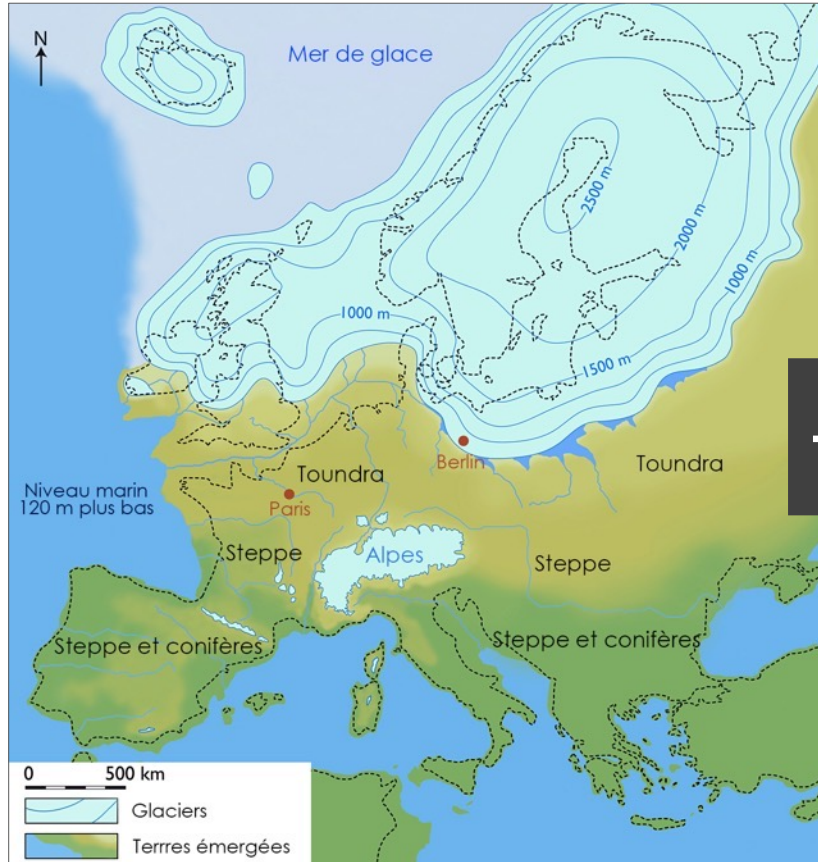 N
Mer de glace
2500 m
2000 m
1000 m
1000 m
1500 m
Berlin
Toundra
Toundra
Niveau marin
120 m plus bas
Paris
Steppe
Alpes
Steppe
Steppe et conifères
Steppe et conifères
0 500 km
Glaciers
Terrres émergées